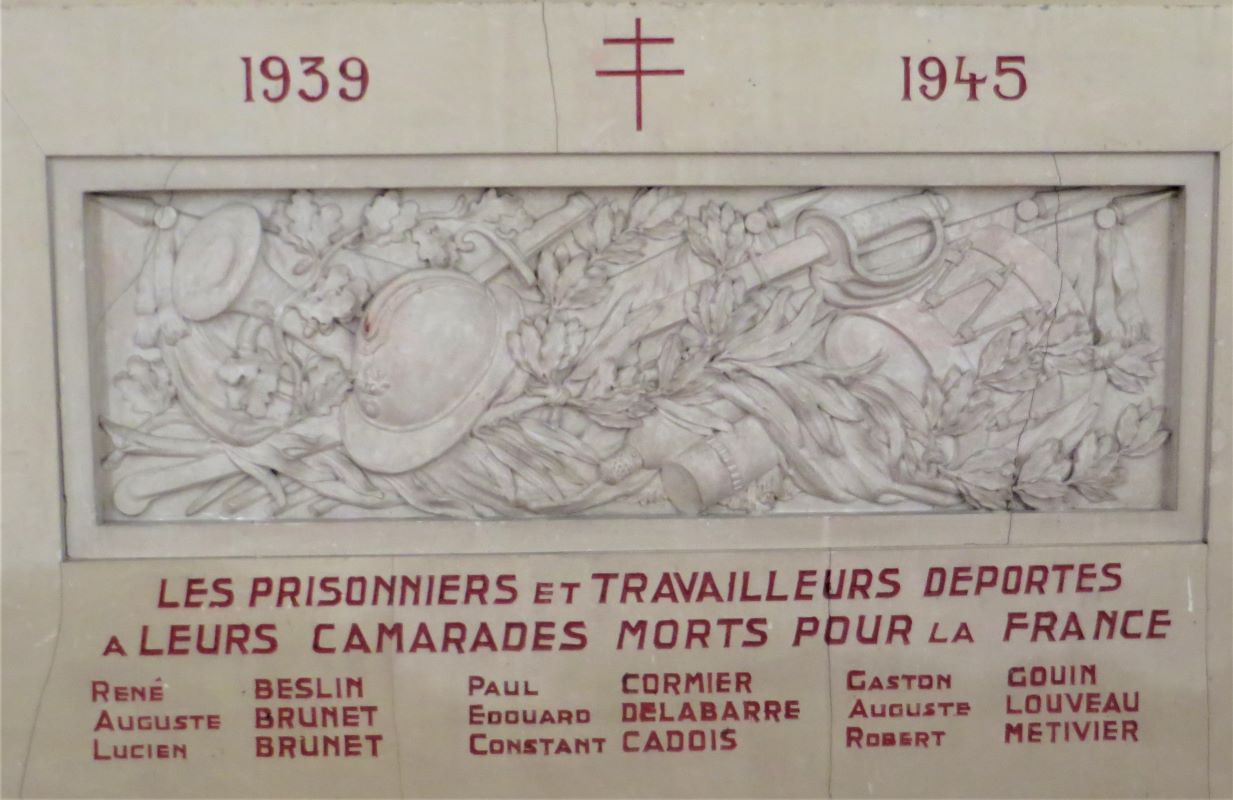 1939 1945
LES PRISONNIERS ET TRAVAILLEURS DEPORTES
A LEURS CAMARADES MORTS POUR LA FRANCE
RENÉ BESLIN PAUL CORMIER GASTON GOUIN
AUGUSTE BRUNET EDOUARD DELABARRE AUGUSTE LOUVEAU
LUCIEN BRUNET CONSTANT CADOIS ROBERT METIVIER